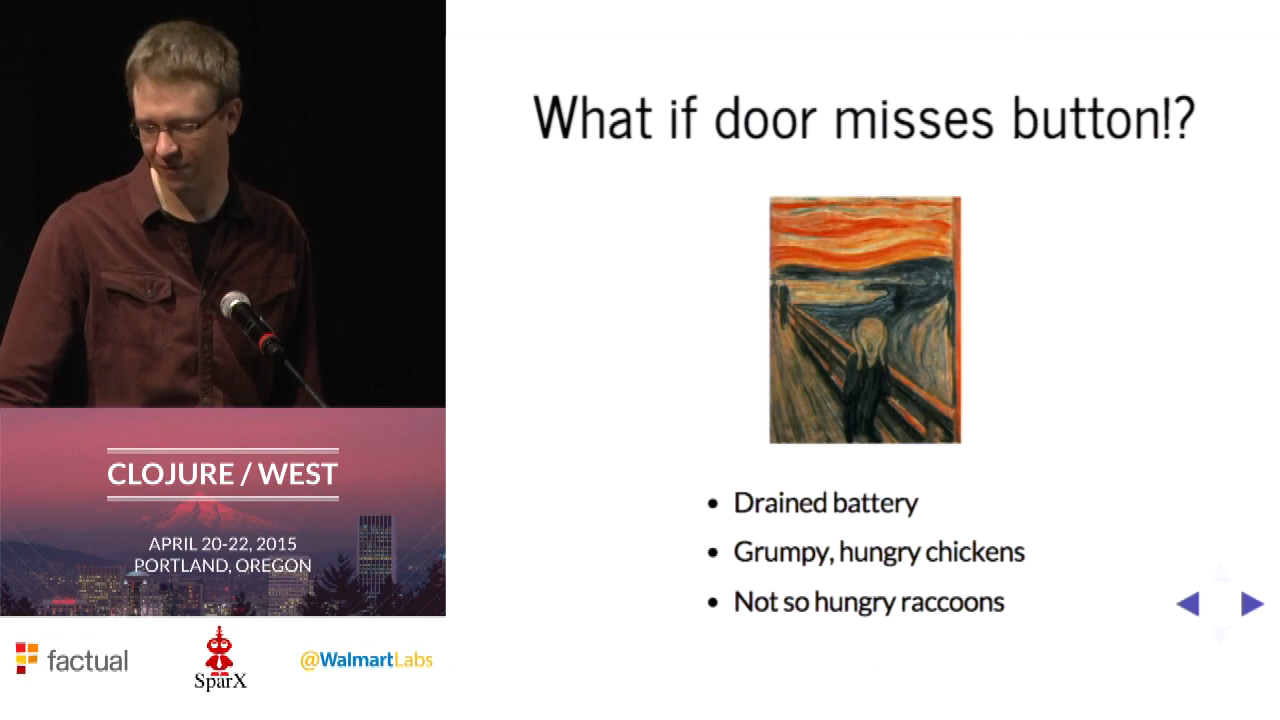 What if door misses button!?
Drained battery
Grumpy, hungry chickens
Not so hungry raccoons
CLOJURE / WEST
APRIL 20-22, 2015
PORTLAND, OREGON
factual
SparX
@WalmartLabs